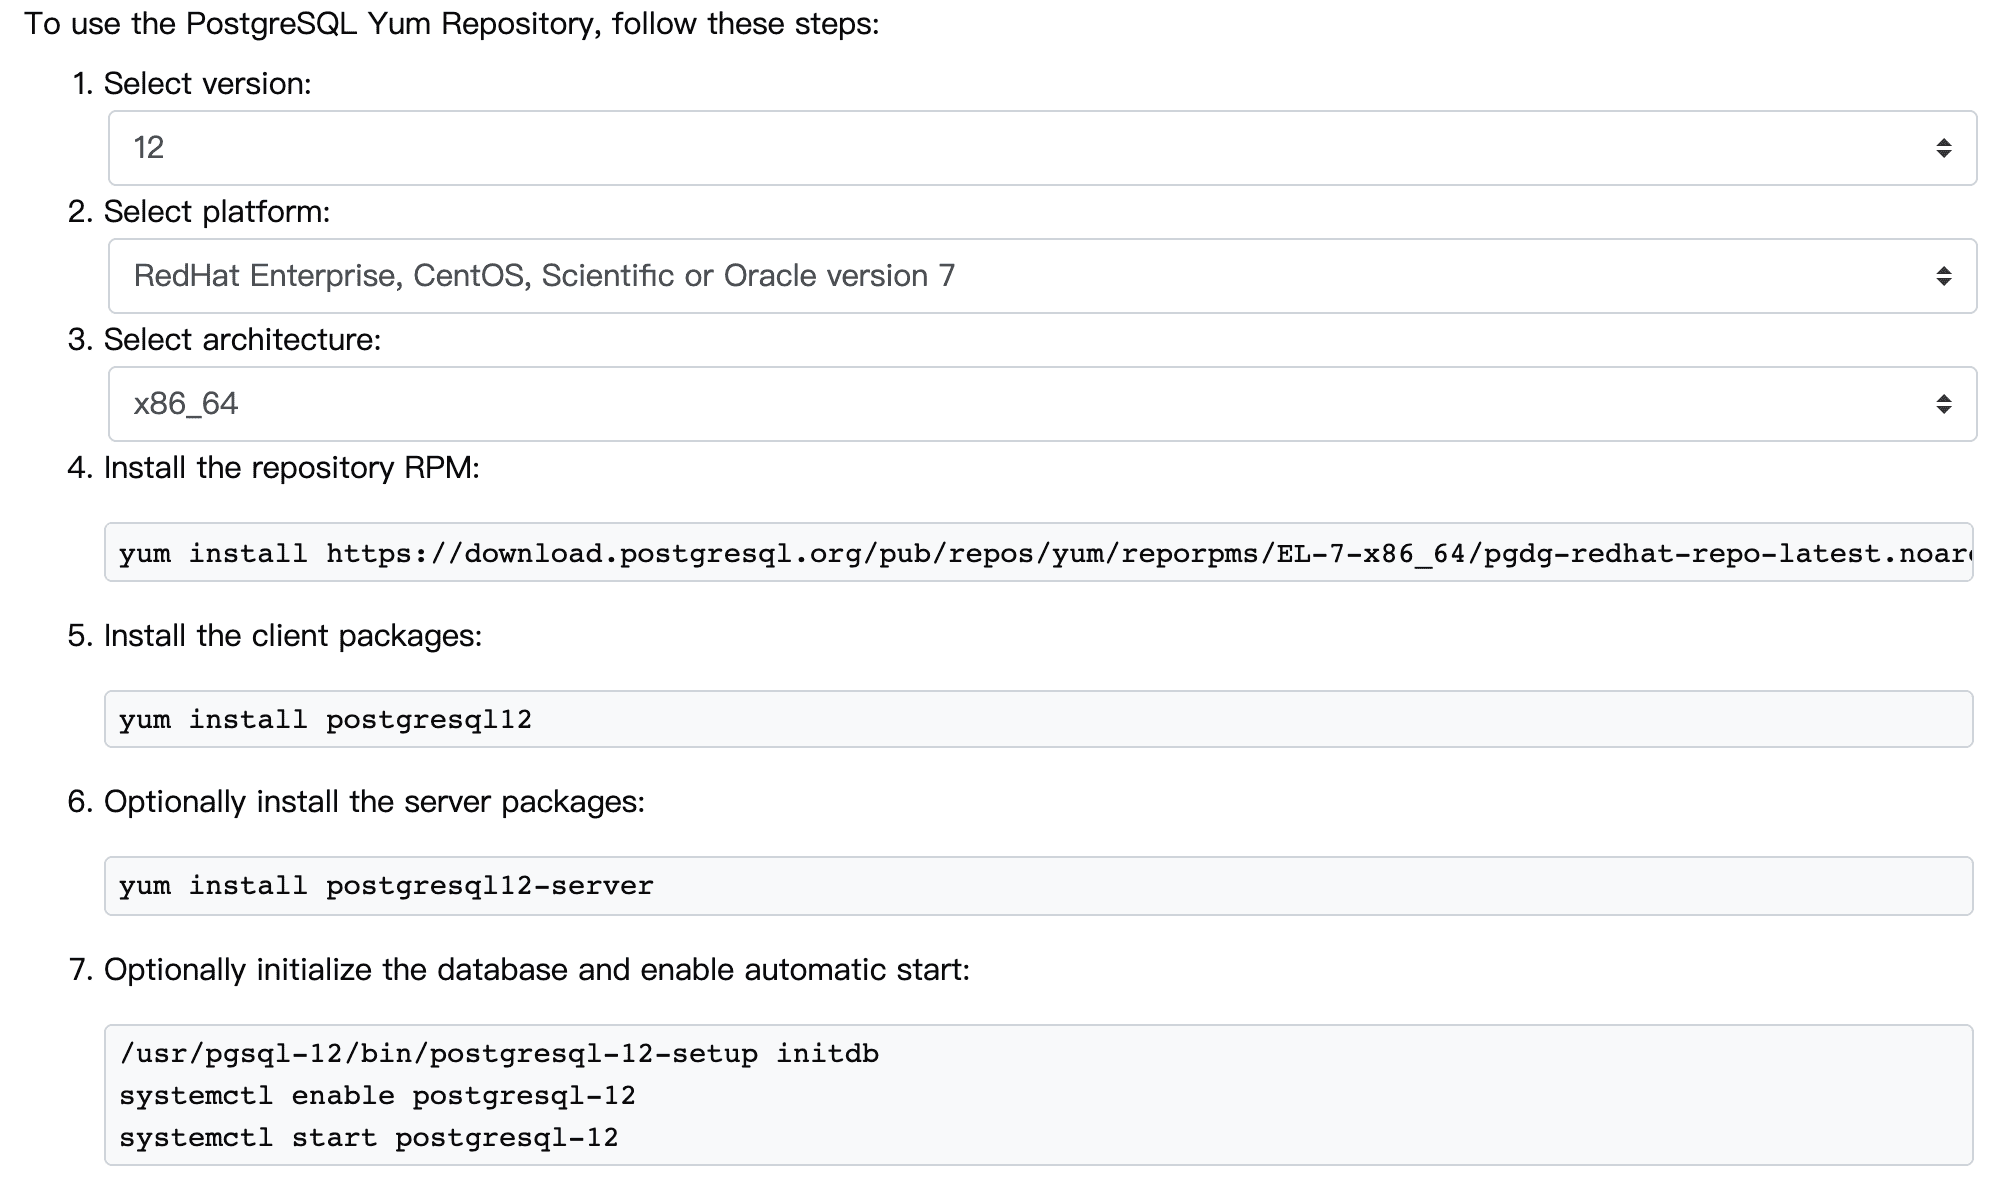 To use the PostgreSQL Yum Repository, follow these steps:
1. Select version:
12
2. Select platform:
RedHat Enterprise, CentOS, Scientific or Oracle version 7
3. Select architecture:
x86_64
4. Install the repository RPM:
yum install https://download.postgresql.org/pub/repos/yum/reporpms/EL-7-x86_64/pgdg-redhat-repo-latest.noar
5. Install the client packages:
yum install postgresql12
6. Optionally install the server packages:
yum install postgresql12-server
7. Optionally initialize the database and enable automatic start:
/usr/pgsql-12/bin/postgresql-12-setup initdb
systemctl enable postgresql-12
systemctl start postgresql-12